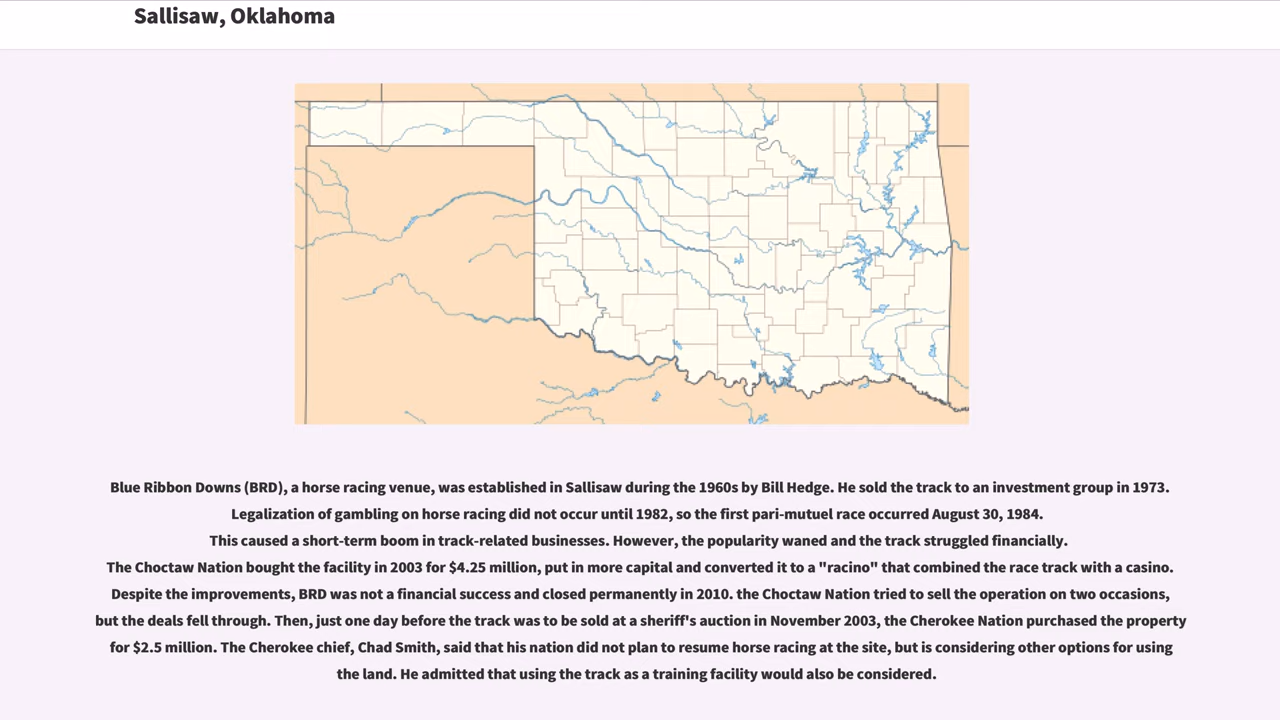 Sallisaw, Oklahoma
Blue Ribbon Downs (BRD), a horse racing venue, was established in Sallisaw during the 1960s by Bill Hedge. He sold the track to an investment group in 1973.
Legalization of gambling on horse racing did not occur until 1982, so the first pari-mutuel race occurred August 30, 1984.
This caused a short-term boom in track-related businesses. However, the popularity waned and the track struggled financially.
The Choctaw Nation bought the facility in 2003 for $4.25 million, put in more capital and converted it to a "racino" that combined the race track with a casino.
Despite the improvements, BRD was not a financial success and closed permanently in 2010. the Choctaw Nation tried to sell the operation on two occasions,
but the deals fell through. Then, just one day before the track was to be sold at a sheriff's auction in November 2003, the Cherokee Nation purchased the property
for $2.5 million. The Cherokee chief, Chad Smith, said that his nation did not plan to resume horse racing at the site, but is considering other options for using
the land. He admitted that using the track as a training facility would also be considered.